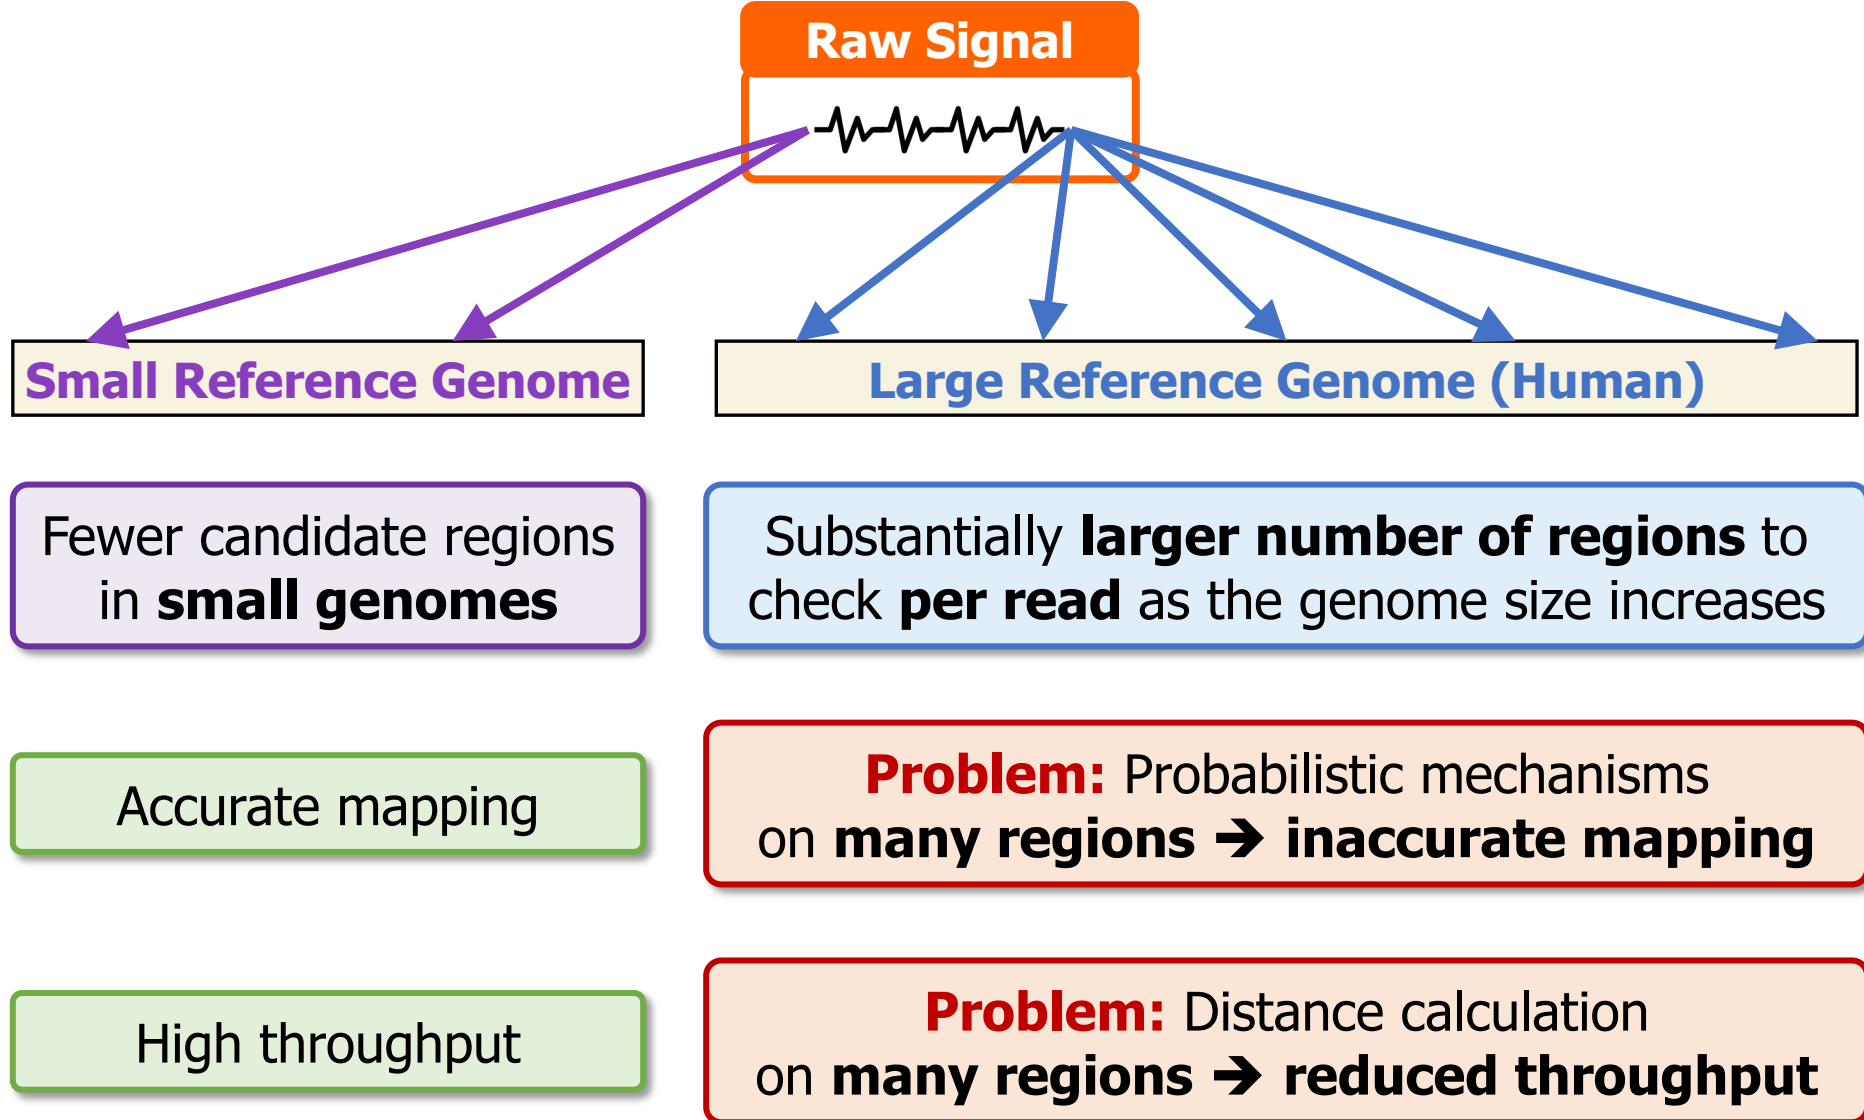 Raw Signal
Small Reference Genome
Large Reference Genome (Human)
Fewer candidate regions
in small genomes
Substantially larger number of regions to
check per read as the genome size increases
Accurate mapping
Problem: Probabilistic mechanisms
on many regions ➔ inaccurate mapping
High throughput
Problem: Distance calculation
on many regions ➔ reduced throughput